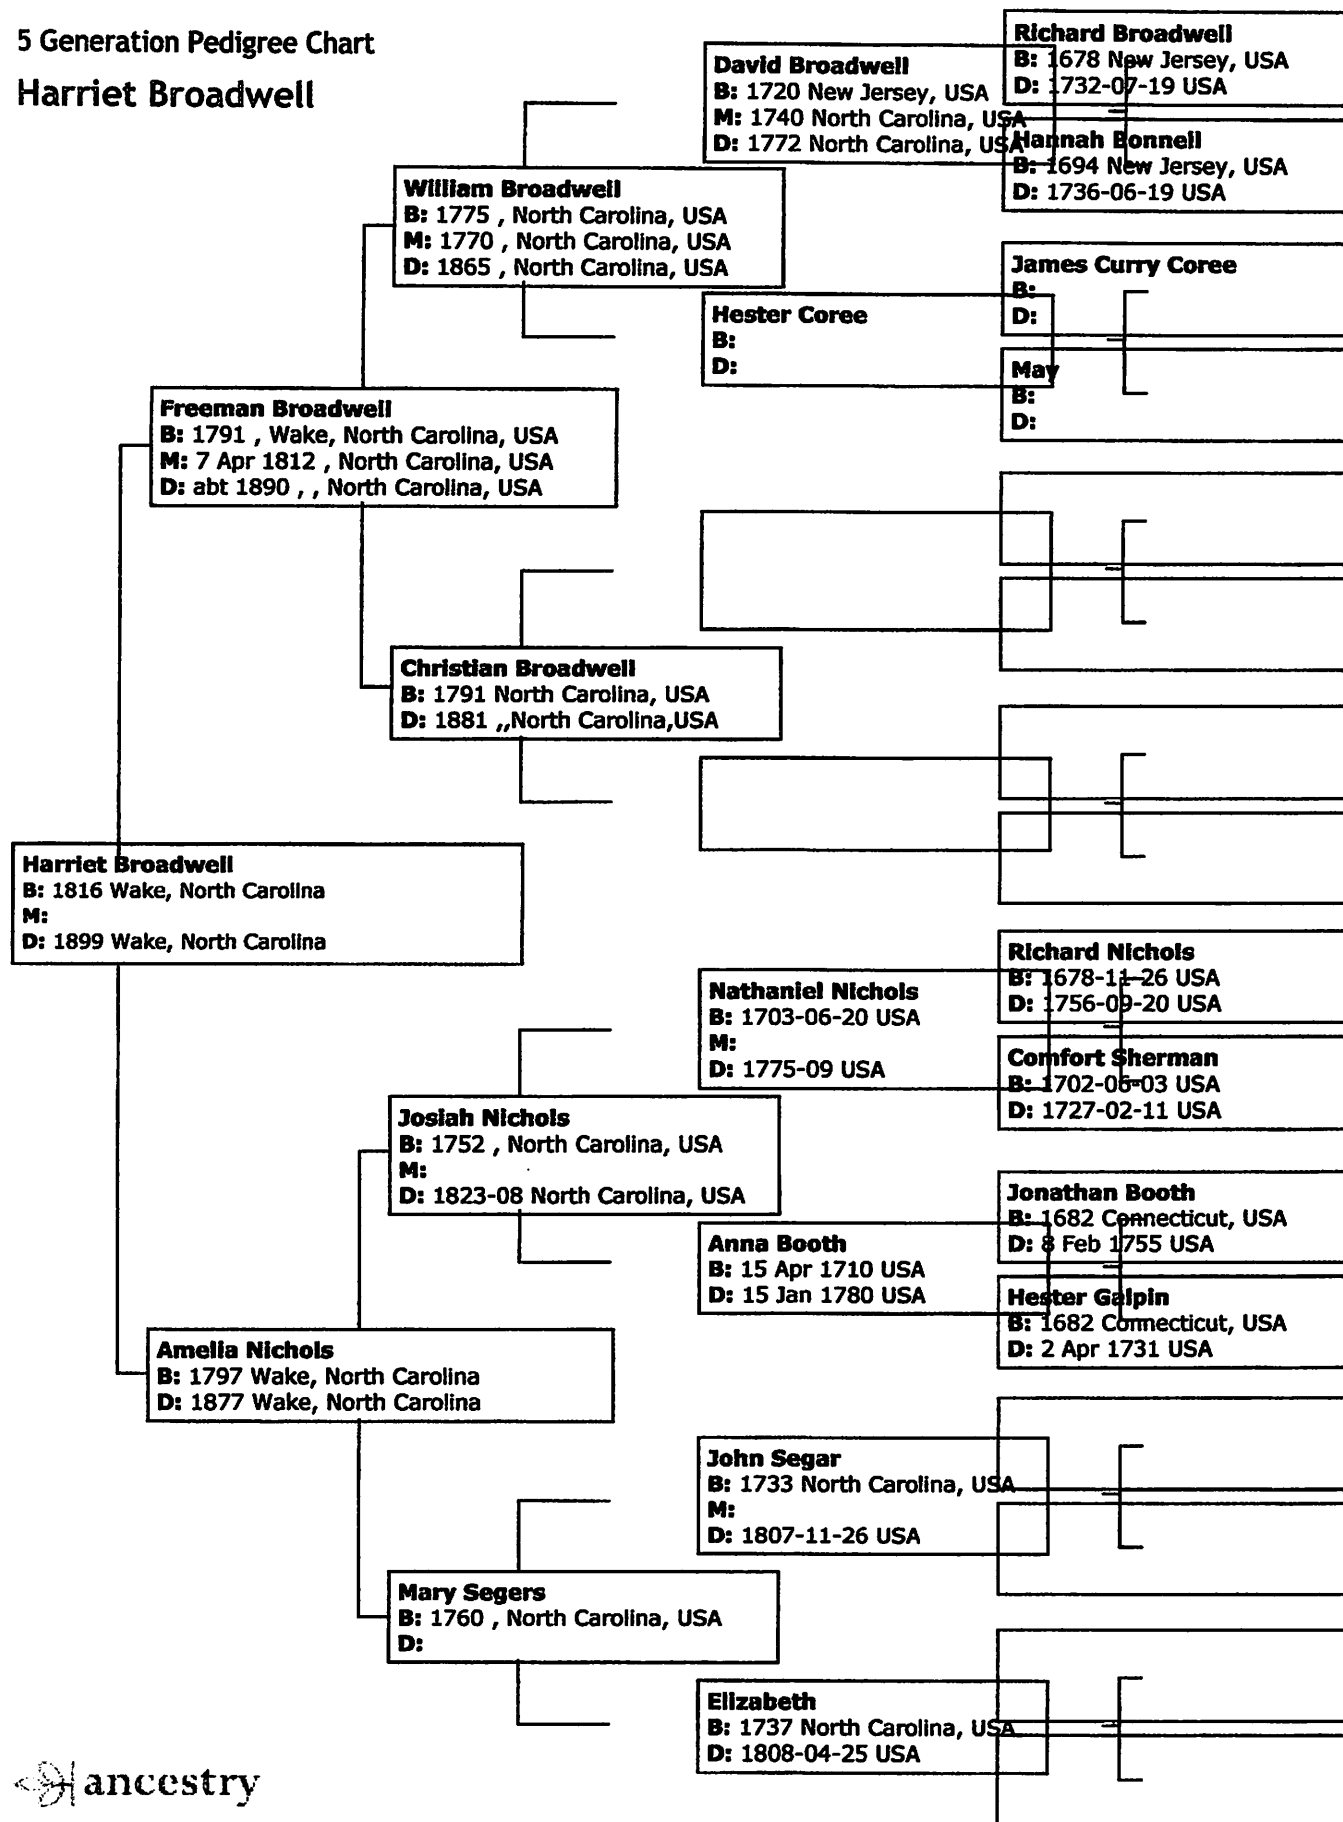 5 Generation Pedigree Chart
Harriet Broadwell
Richard Broadwell
B: 1678 New Jersey, USA
D: 1732-07-19 USA
David Broadwell
B: 1720 New Jersey, USA
M: 1740 North Carolina, USA
D: 1772 North Carolina, USA
Hannah Bonnell
B: 1694 New Jersey, USA
D: 1736-06-19 USA
William Broadwell
B: 1775 , North Carolina, USA
M: 1770 , North Carolina, USA
D: 1865 , North Carolina, USA
James Curry Coree
B:
D:
Hester Coree
B:
D:
May
B:
D:
Freeman Broadwell
B: 1791 , Wake, North Carolina, USA
M: 7 Apr 1812 , North Carolina, USA
D: abt 1890 , , North Carolina, USA
Christian Broadwell
B: 1791 North Carolina, USA
D: 1881 ,,North Carolina,USA
Harriet Broadwell
B: 1816 Wake, North Carolina
M:
D: 1899 Wake, North Carolina
Richard Nichols
B: 1678-11-26 USA
D: 1756-09-20 USA
Nathaniel Nichols
B: 1703-06-20 USA
M:
D: 1775-09 USA
Comfort Sherman
B: 1702-06-03 USA
D: 1727-02-11 USA
Josiah Nichols
B: 1752 , North Carolina, USA
M:
D: 1823-08 North Carolina, USA
Jonathan Booth
B: 1682 Connecticut, USA
D: 8 Feb 1755 USA
Anna Booth
B: 15 Apr 1710 USA
D: 15 Jan 1780 USA
Hester Galpin
B: 1682 Connecticut, USA
D: 2 Apr 1731 USA
Amelia Nichols
B: 1797 Wake, North Carolina
D: 1877 Wake, North Carolina
John Segar
B: 1733 North Carolina, USA
M:
D: 1807-11-26 USA
Mary Segers
B: 1760 , North Carolina, USA
D:
Elizabeth
B: 1737 North Carolina, USA
D: 1808-04-25 USA
ancestry